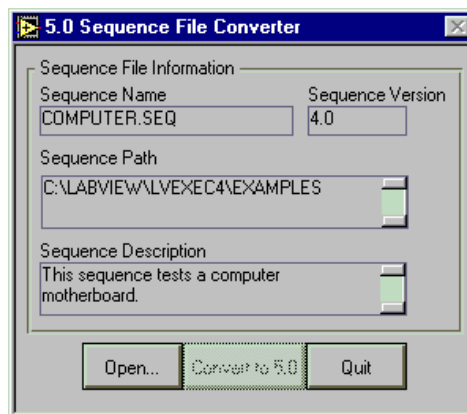 5.0 Sequence File Converter
Sequence File Information
Sequence Name
Sequence Version
COMPUTER.SEQ
4.0
Sequence Path
C:\LABVIEW\LVEXEC4\EXAMPLES
Sequence Description
This sequence tests a computer
motherboard.
Open...
Convert to 5.0
Quit